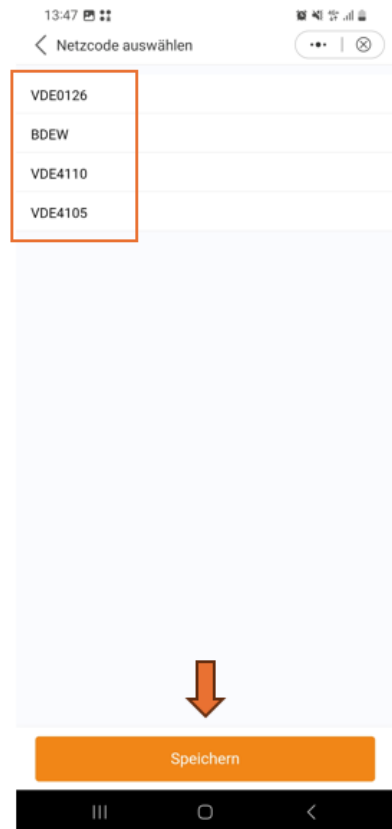 13:47
Netzcode auswählen
VDE0126
BDEW
VDE4110
VDE4105
Speichern